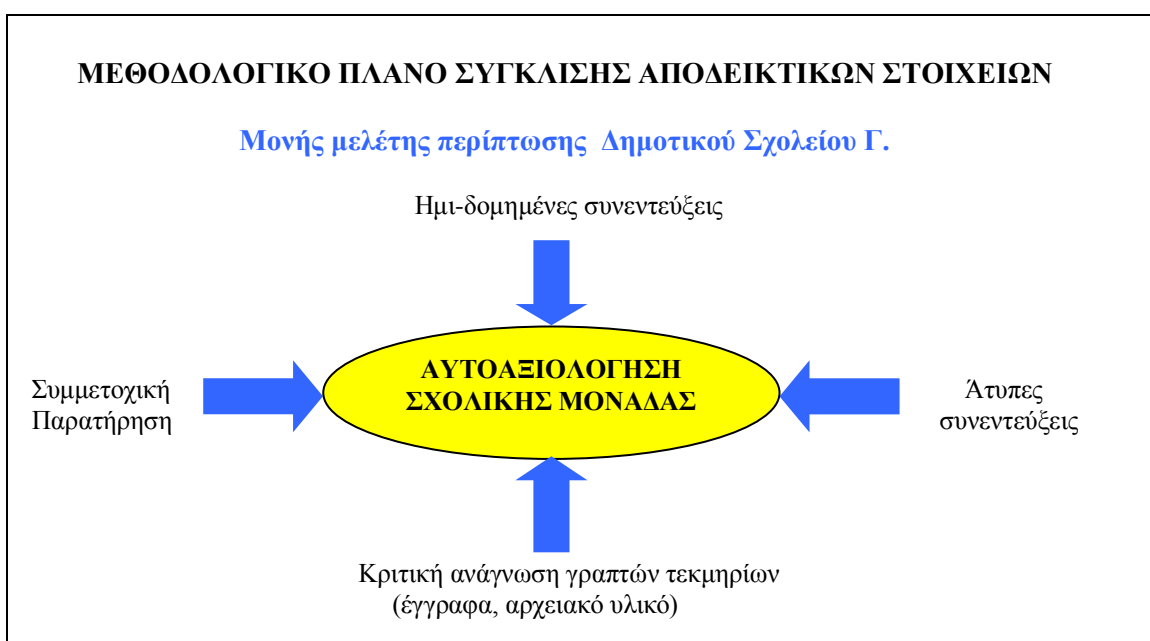 ΜΕΘΟΔΟΛΟΓΙΚΟ ΠΛΑΝΟ ΣΥΓΚΛΙΣΗΣ ΑΠΟΔΕΙΚΤΙΚΩΝ ΣΤΟΙΧΕΙΩΝ
Μονής μελέτης περίπτωσης Δημοτικού Σχολείου Γ.
Ημι-δομημένες συνεντεύξεις
Συμμετοχική
Παρατήρηση
ΑΥΤΟΑΞΙΟΛΟΓΗΣΗ
ΣΧΟΛΙΚΗΣ ΜΟΝΑΔΑΣ
Άτυπες
συνεντεύξεις
Κριτική ανάγνωση γραπτών τεκμηρίων
(έγγραφα, αρχειακό υλικό)